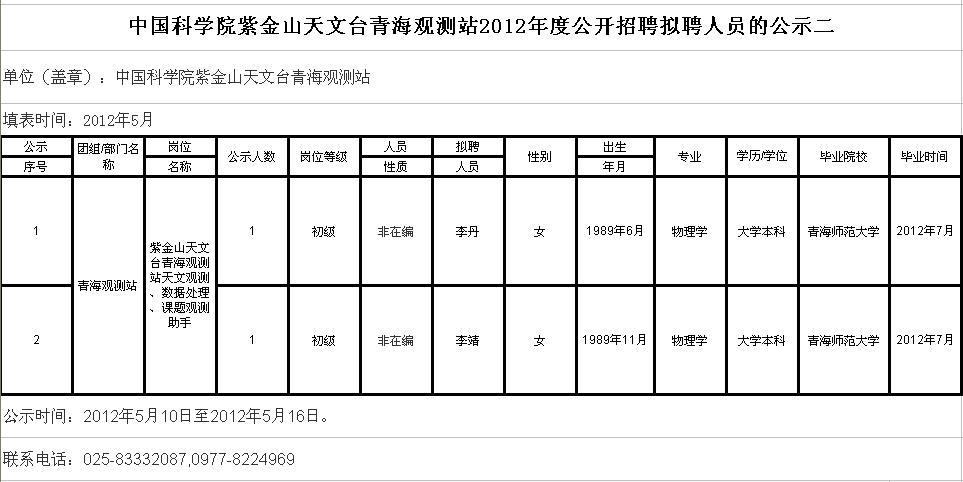 中国科学院紫金山天文台青海观测站2012年度公开招聘拟聘人员的公示二
单位（盖章）：中国科学院紫金山天文台青海观测站
填表时间：2012年5月
公示序号 团组/部门名称 岗位名称 公示人数 岗位等级 人员性质 拟聘人员 性别 出生年月 专业 学历/学位 毕业院校 毕业时间
1 青海观测站 紫金山天文台青海观测站天文观测、数据处理、课题观测助手 1 初级 非在编 李丹 女 1989年6月 物理学 大学本科 青海师范大学 2012年7月
2 1 初级 非在编 李靖 女 1989年11月 物理学 大学本科 青海师范大学 2012年7月
公示时间：2012年5月10日至2012年5月16日。
联系电话：025-83332087,0977-8224969